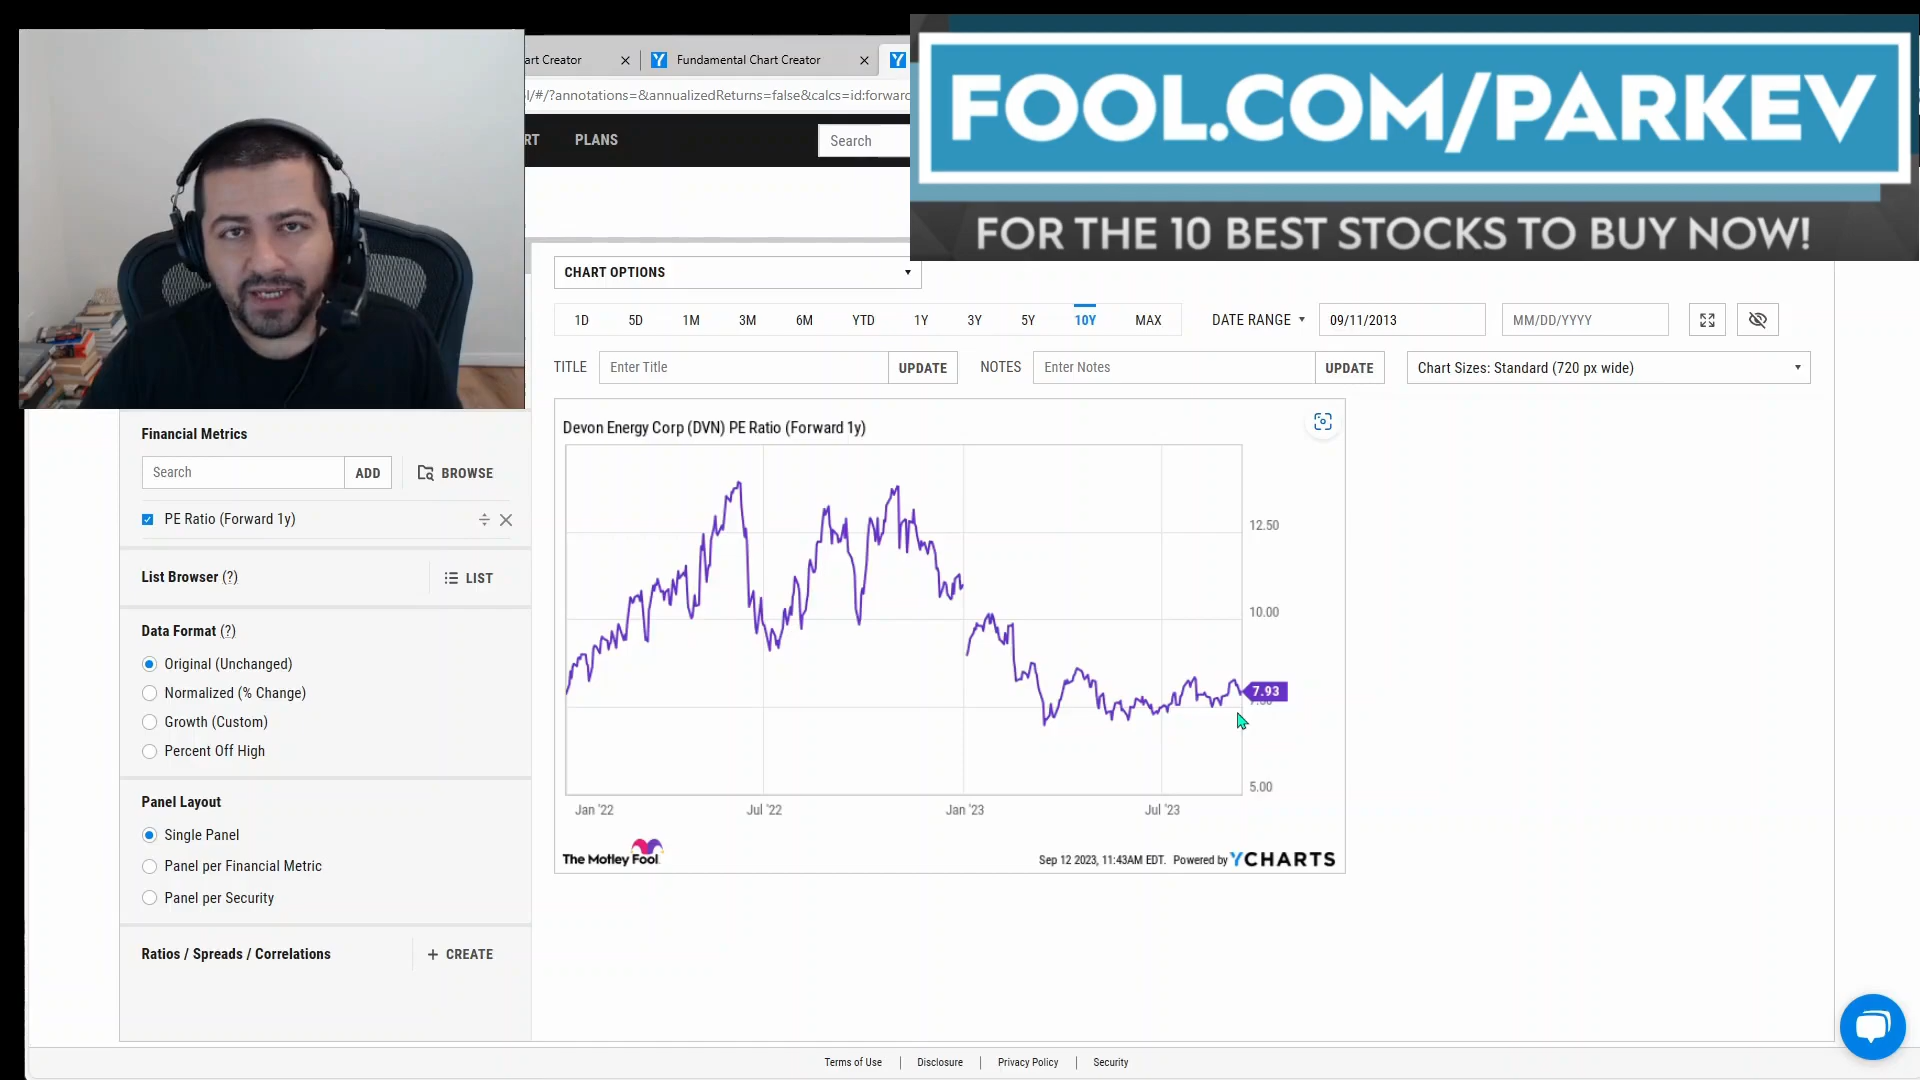 art Creator
Fundamental Chart Creator
l/#/?annotations=&annualizedReturns=false&calcs=id:forward
FOOL.COM/PARKEV
FOR THE 10 BEST STOCKS TO BUY NOW!
RT
PLANS
Search
CHART OPTIONS
1D 5D 1M 3M 6M YTD 1Y 3Y 5Y 10Y MAX DATE RANGE 09/11/2013 MM/DD/YYYY
TITLE Enter Title UPDATE NOTES Enter Notes UPDATE Chart Sizes: Standard (720 px wide)
Financial Metrics
Search ADD BROWSE
PE Ratio (Forward 1y)
List Browser (?) LIST
Data Format (?)
Original (Unchanged)
Normalized (% Change)
Growth (Custom)
Percent Off High
Panel Layout
Single Panel
Panel per Financial Metric
Panel per Security
Ratios / Spreads / Correlations + CREATE
Devon Energy Corp (DVN) PE Ratio (Forward 1y)
12.50
10.00
7.93
7.50
5.00
Jan '22 Jul '22 Jan '23 Jul '23
The Motley Fool.
Sep 12 2023, 11:43AM EDT. Powered by YCHARTS
Terms of Use | Disclosure | Privacy Policy | Security